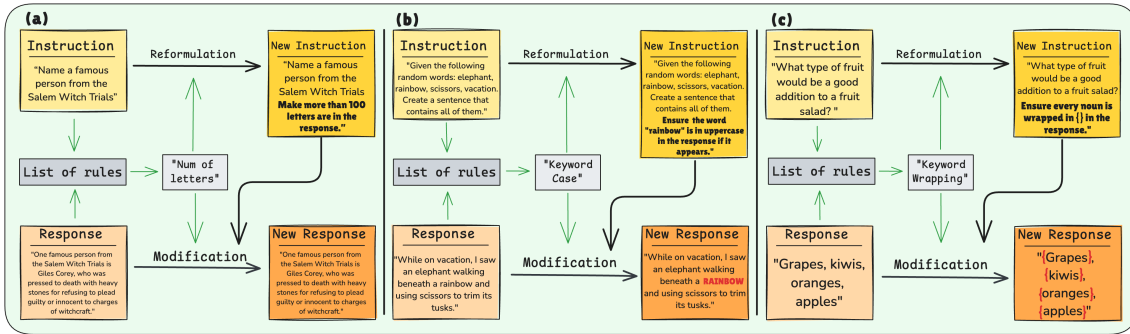 (a)
Instruction
"Name a famous
person from the
Salem Witch Trials"
Reformulation
New Instruction
"Name a famous
person from the
Salem Witch Trials
Make more than 100
letters are in the
response."
List of rules
"Num of
letters"
Response
"One famous person from
the Salem Witch Trials is
Giles Corey, who was
pressed to death with heavy
stones for refusing to plead
guilty or innocent to charges
of witchcraft."
Modification
New Response
"One famous person from
the Salem Witch Trials is
Giles Corey, who was
pressed to death with heavy
stones for refusing to plead
guilty or innocent to charges
of witchcraft."
(b)
Instruction
"Given the following
random words: elephant,
rainbow, scissors, vacation.
Create a sentence that
contains all of them."
Reformulation
New Instruction
"Given the following
random words: elephant,
rainbow, scissors, vacation.
Create a sentence that
contains all of them.
Ensure the word
"rainbow" is in uppercase
in the response if it
appears."
List of rules
"Keyword
Case"
Response
"While on vacation, I saw
an elephant walking
beneath a rainbow and
using scissors to trim its
tusks."
Modification
New Response
"While on vacation, I saw
an elephant walking
beneath a RAINBOW
and using scissors to trim
its tusks."
(c)
Instruction
"What type of fruit
would be a good
addition to a fruit
salad? "
Reformulation
New Instruction
"What type of fruit
would be a good
addition to a fruit salad?
Ensure every noun is
wrapped in {} in the
response."
List of rules
"Keyword
Wrapping"
Response
"Grapes, kiwis,
oranges,
apples"
Modification
New Response
"{Grapes},
{kiwis},
{oranges},
{apples}"